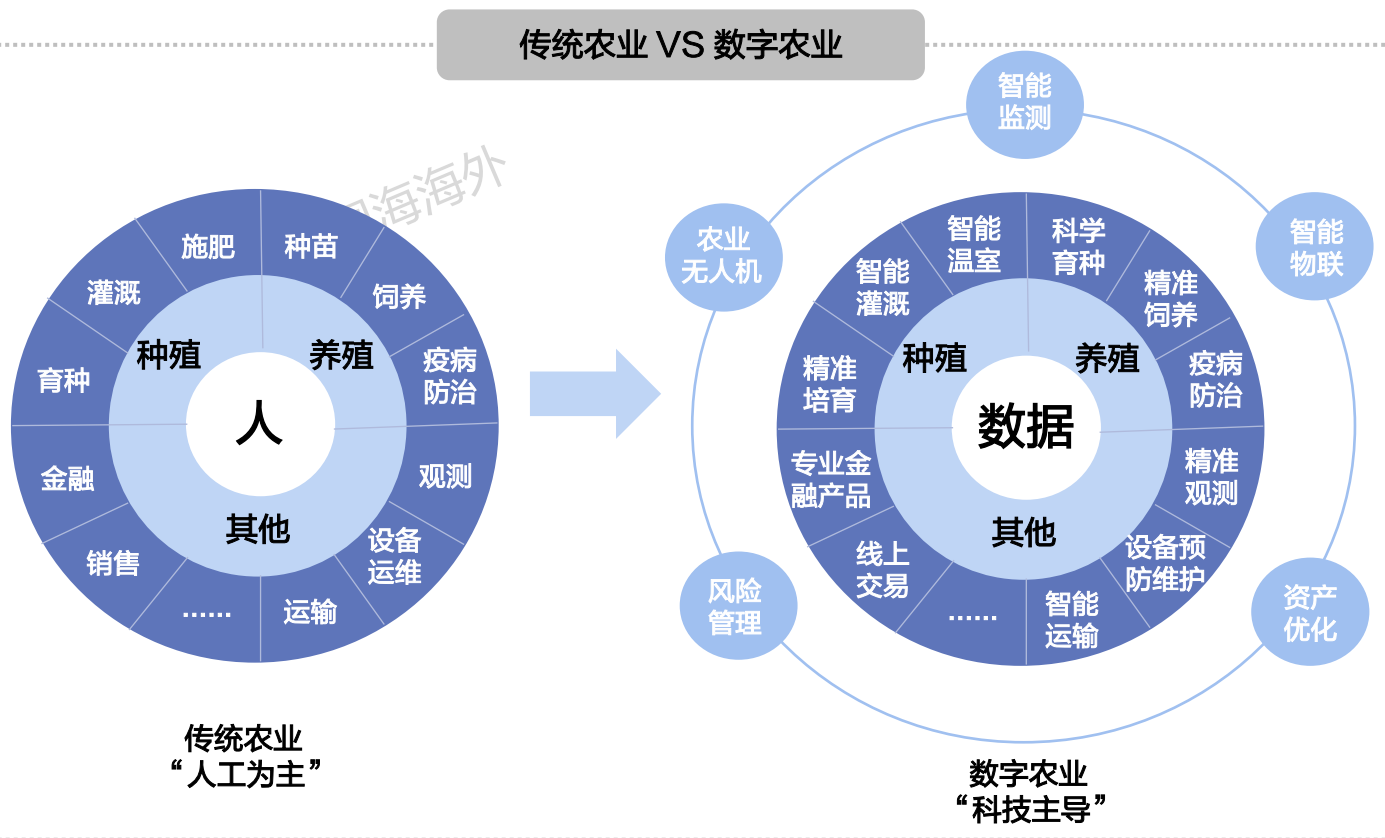 传统农业 VS 数字农业
海海外
施肥
种苗
灌溉
饲养
育种
疫病
防治
种殖
养殖
人
金融
观测
其他
销售
设备
运维
……
运输
传统农业
“人工为主”
智能
监测
农业
无人机
智能
物联
智能
温室
科学
育种
智能
灌溉
精准
饲养
精准
培育
疫病
防治
种殖
养殖
数据
专业金
融产品
精准
观测
其他
线上
交易
设备预
防维护
……
智能
运输
风险
管理
资产
优化
数字农业
“科技主导”